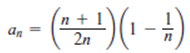 aₙ = ((n + 1)/(2n))(1 − 1/n)